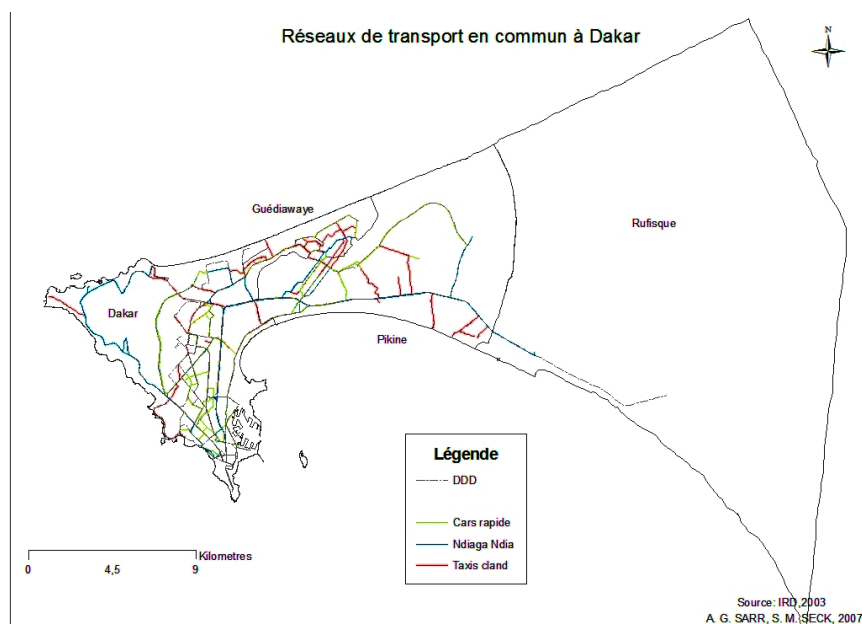 Réseaux de transport en commun à Dakar
N
Guédiawaye
Rufisque
Dakar
Pikine
Légende
DDD
Cars rapide
Ndiaga Ndia
Taxis cland
Kilometres
0 4,5 9
Source: IRD,2003
A. G. SARR, S. M. SECK, 2007